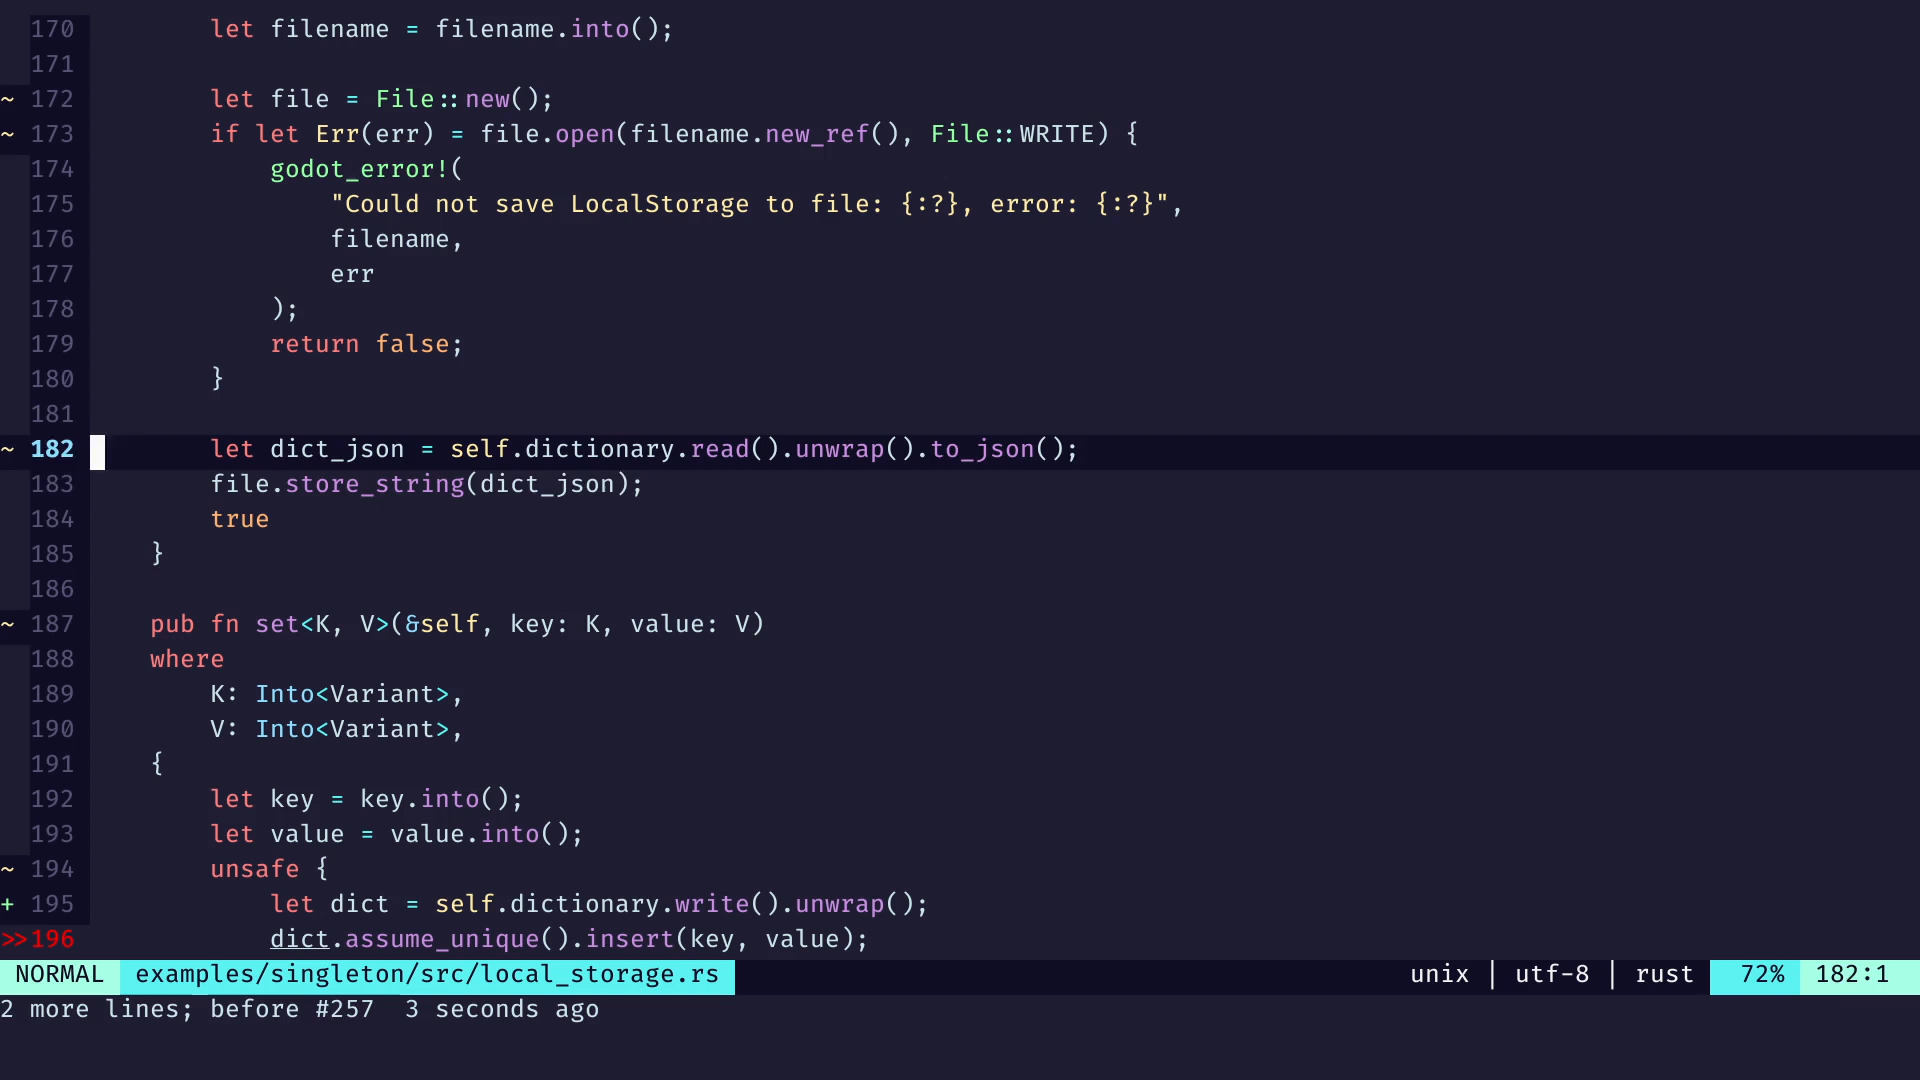 170         let filename = filename.into();
171
~ 172         let file = File::new();
~ 173         if let Err(err) = file.open(filename.new_ref(), File::WRITE) {
174             godot_error!(
175                 "Could not save LocalStorage to file: {:?}, error: {:?}",
176                 filename,
177                 err
178             );
179             return false;
180         }
181
~ 182         let dict_json = self.dictionary.read().unwrap().to_json();
183         file.store_string(dict_json);
184         true
185     }
186
~ 187     pub fn set<K, V>(&self, key: K, value: V)
188     where
189         K: Into<Variant>,
190         V: Into<Variant>,
191     {
192         let key = key.into();
193         let value = value.into();
~ 194         unsafe {
+ 195             let dict = self.dictionary.write().unwrap();
>>196             dict.assume_unique().insert(key, value);
NORMAL examples/singleton/src/local_storage.rs unix | utf-8 | rust 72% 182:1
2 more lines; before #257  3 seconds ago